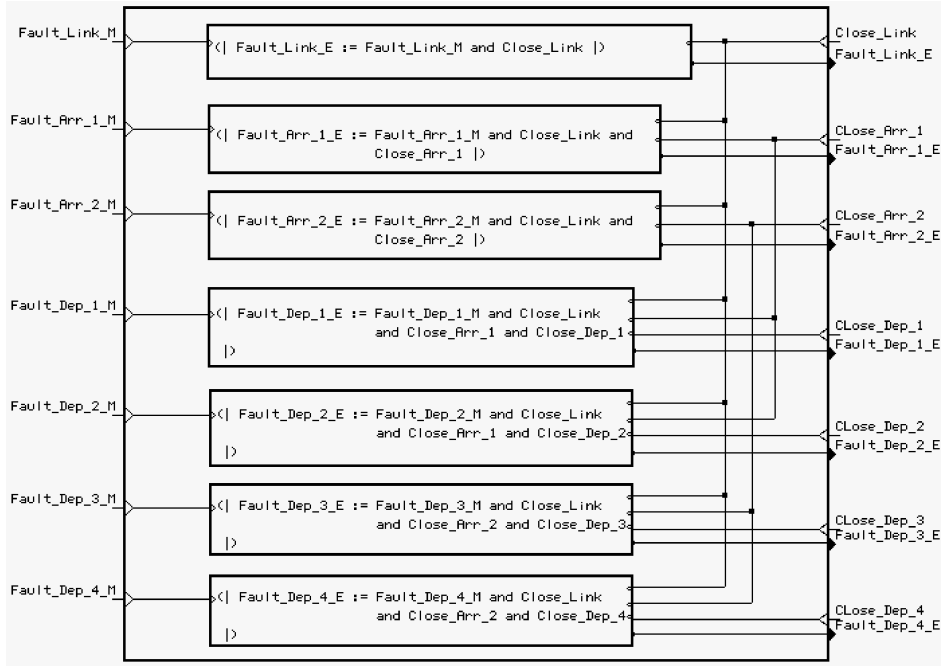 Fault_Link_M
(| Fault_Link_E := Fault_Link_M and Close_Link |)
Close_Link
Fault_Link_E
Fault_Arr_1_M
(| Fault_Arr_1_E := Fault_Arr_1_M and Close_Link and
Close_Arr_1 |)
CLose_Arr_1
Fault_Arr_1_E
Fault_Arr_2_M
(| Fault_Arr_2_E := Fault_Arr_2_M and Close_Link and
Close_Arr_2 |)
CLose_Arr_2
Fault_Arr_2_E
Fault_Dep_1_M
(| Fault_Dep_1_E := Fault_Dep_1_M and Close_Link
and Close_Arr_1 and Close_Dep_1
|)
CLose_Dep_1
Fault_Dep_1_E
Fault_Dep_2_M
(| Fault_Dep_2_E := Fault_Dep_2_M and Close_Link
and Close_Arr_1 and Close_Dep_2
|)
CLose_Dep_2
Fault_Dep_2_E
Fault_Dep_3_M
(| Fault_Dep_3_E := Fault_Dep_3_M and Close_Link
and Close_Arr_2 and Close_Dep_3
|)
CLose_Dep_3
Fault_Dep_3_E
Fault_Dep_4_M
(| Fault_Dep_4_E := Fault_Dep_4_M and Close_Link
and Close_Arr_2 and Close_Dep_4
|)
CLose_Dep_4
Fault_Dep_4_E